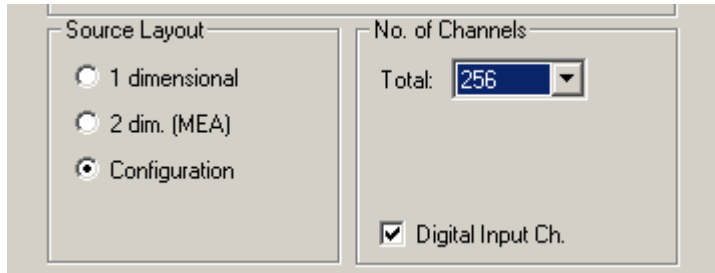 Source Layout
1 dimensional
2 dim. (MEA)
Configuration
No. of Channels
Total: 256
Digital Input Ch.